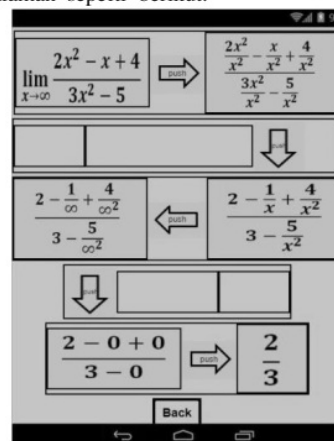 lim x→∞ (2x² − x + 4)/(3x² − 5) push (2x²/x² − x/x² + 4/x²)/(3x²/x² − 5/x²)
push
(2 − 1/∞ + 4/∞²)/(3 − 5/∞²) push (2 − 1/x + 4/x²)/(3 − 5/x²)
push
(2 − 0 + 0)/(3 − 0) push 2/3
Back